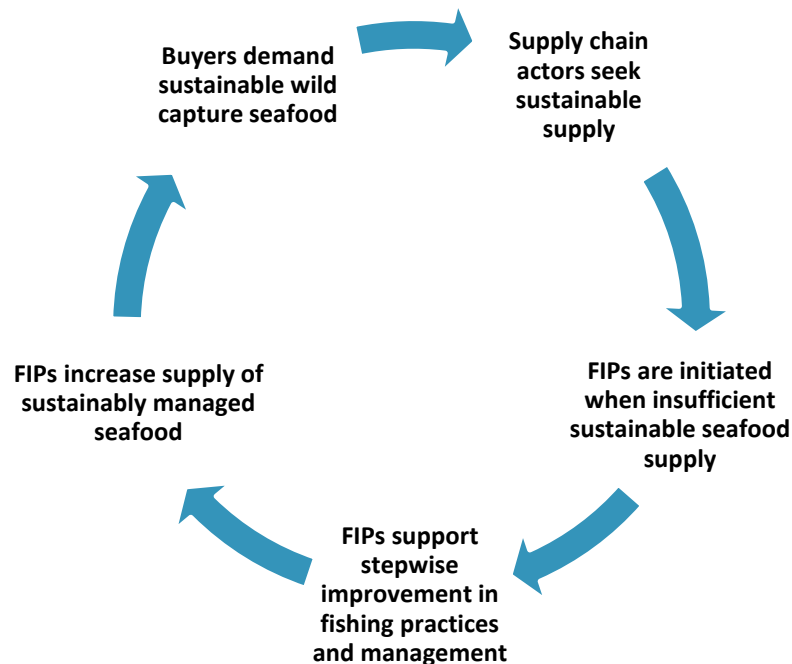 Buyers demand
sustainable wild
capture seafood
Supply chain
actors seek
sustainable
supply
FIPs are initiated
when insufficient
sustainable seafood
supply
FIPs support
stepwise
improvement in
fishing practices
and management
FIPs increase supply of
sustainably managed
seafood